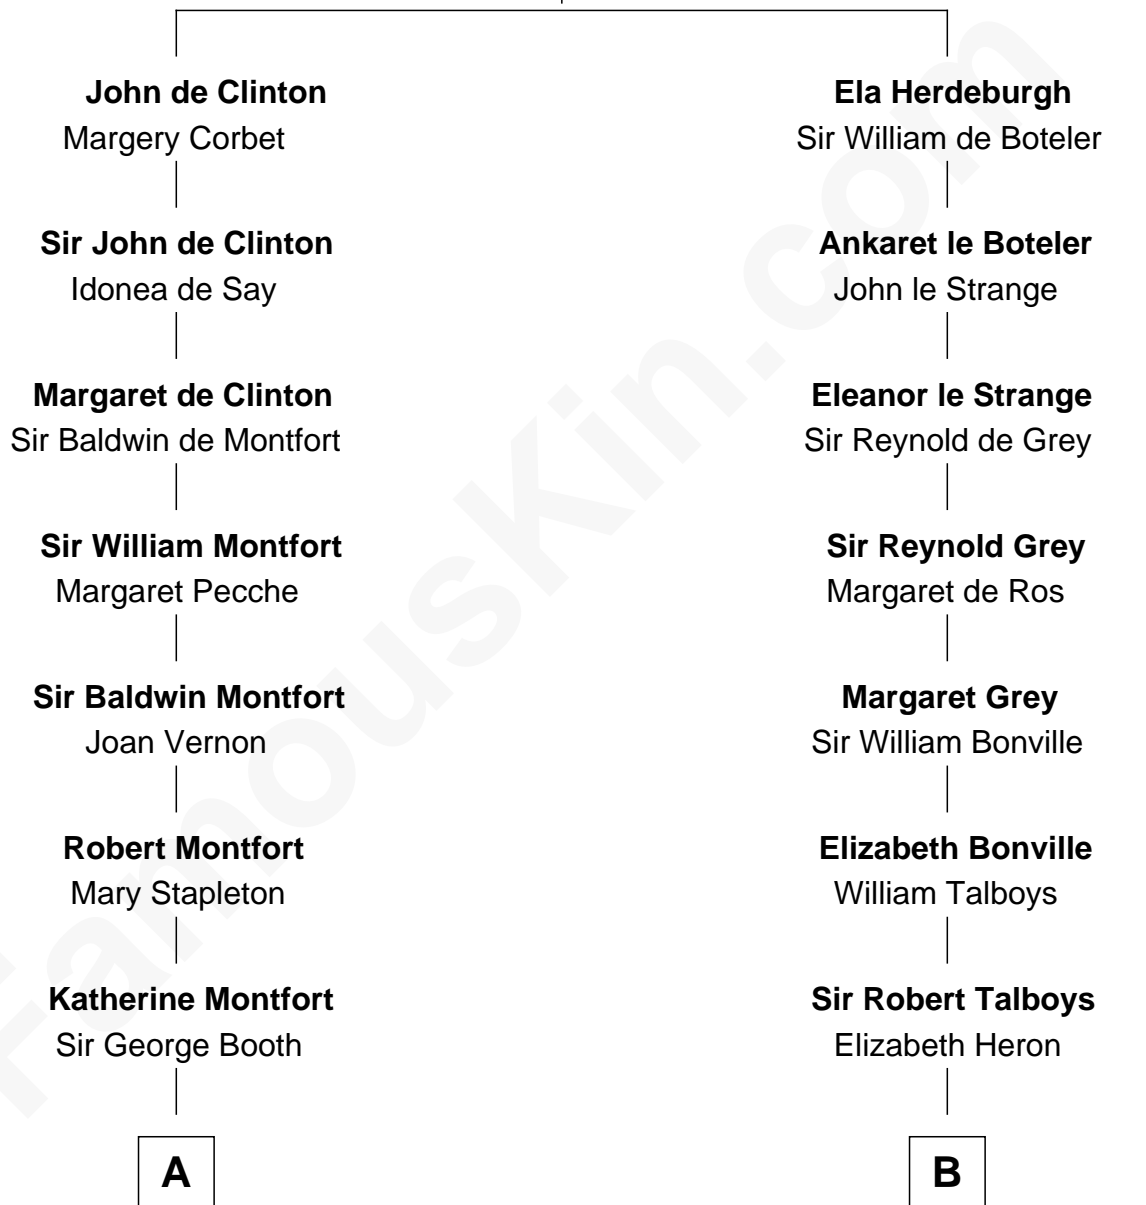 John de Clinton
Margery Corbet
Sir John de Clinton
Idonea de Say
Margaret de Clinton
Sir Baldwin de Montfort
Sir William Montfort
Margaret Pecche
Sir Baldwin Montfort
Joan Vernon
Robert Montfort
Mary Stapleton
Katherine Montfort
Sir George Booth
A
Ela Herdeburgh
Sir William de Boteler
Ankaret le Boteler
John le Strange
Eleanor le Strange
Sir Reynold de Grey
Sir Reynold Grey
Margaret de Ros
Margaret Grey
Sir William Bonville
Elizabeth Bonville
William Talboys
Sir Robert Talboys
Elizabeth Heron
B
FamousKin.com